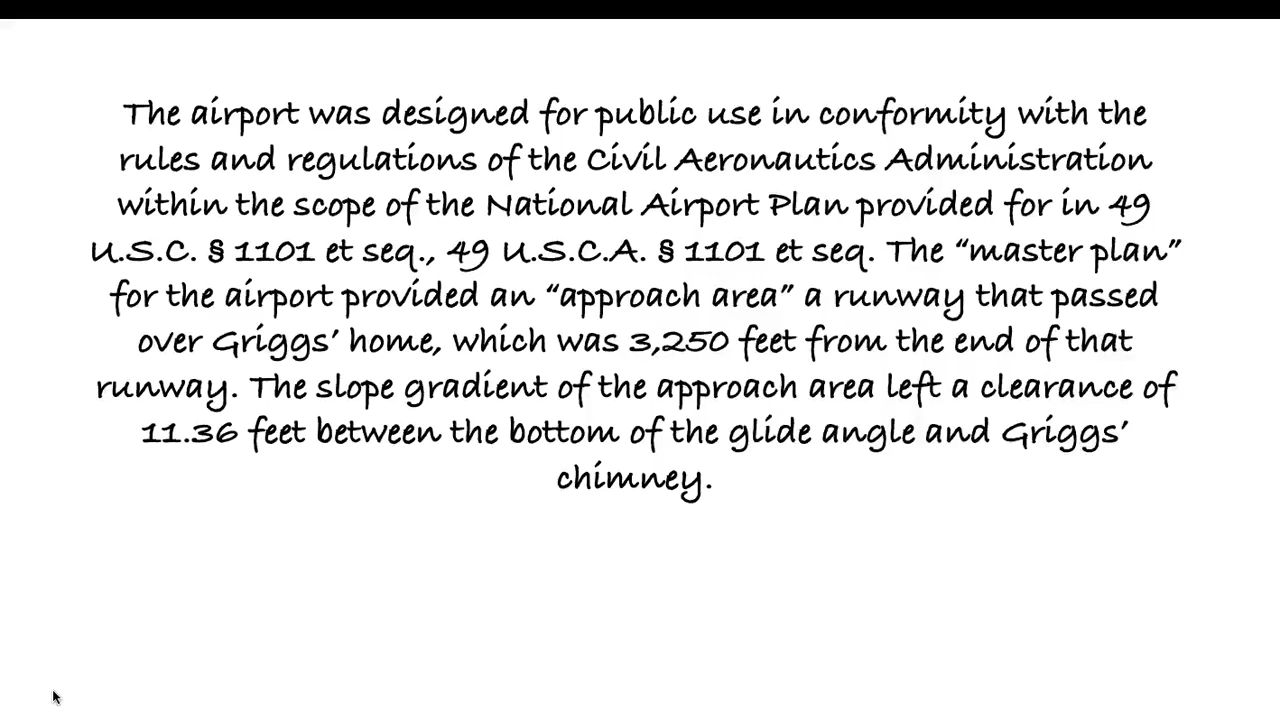 The airport was designed for public use in conformity with the
rules and regulations of the Civil Aeronautics Administration
within the scope of the National Airport Plan provided for in 49
U.S.C. § 1101 et seq., 49 U.S.C.A. § 1101 et seq. The “master plan”
for the airport provided an “approach area” a runway that passed
over Griggs’ home, which was 3,250 feet from the end of that
runway. The slope gradient of the approach area left a clearance of
11.36 feet between the bottom of the glide angle and Griggs’
chimney.